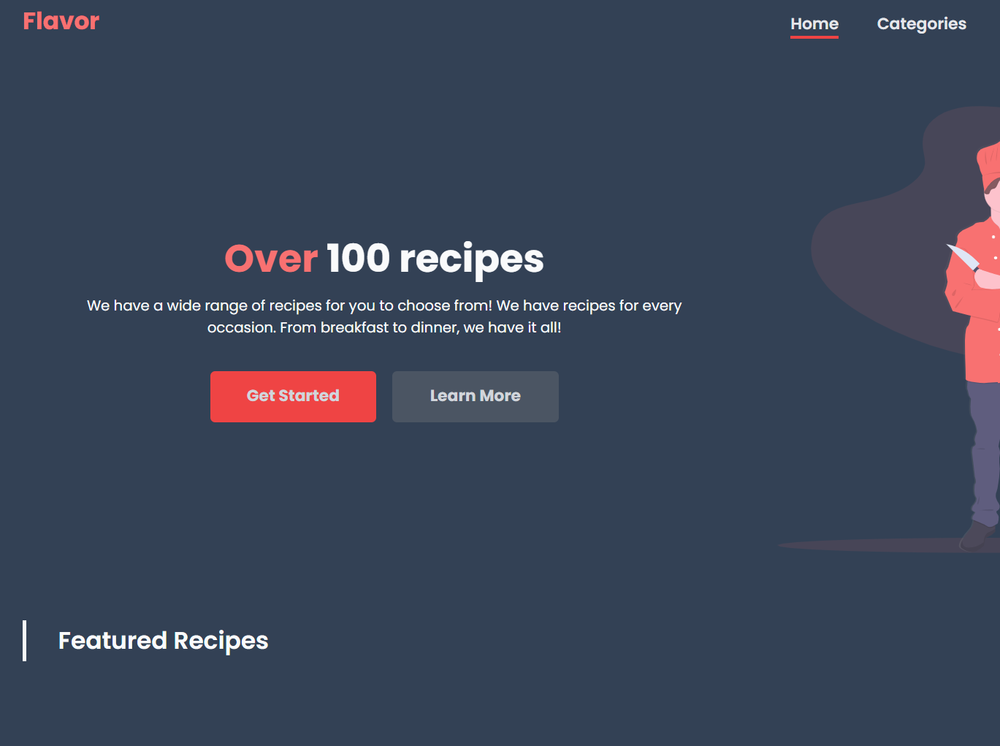 Flavor
Home
Categories
Over 100 recipes
We have a wide range of recipes for you to choose from! We have recipes for every
occasion. From breakfast to dinner, we have it all!
Get Started
Learn More
Featured Recipes